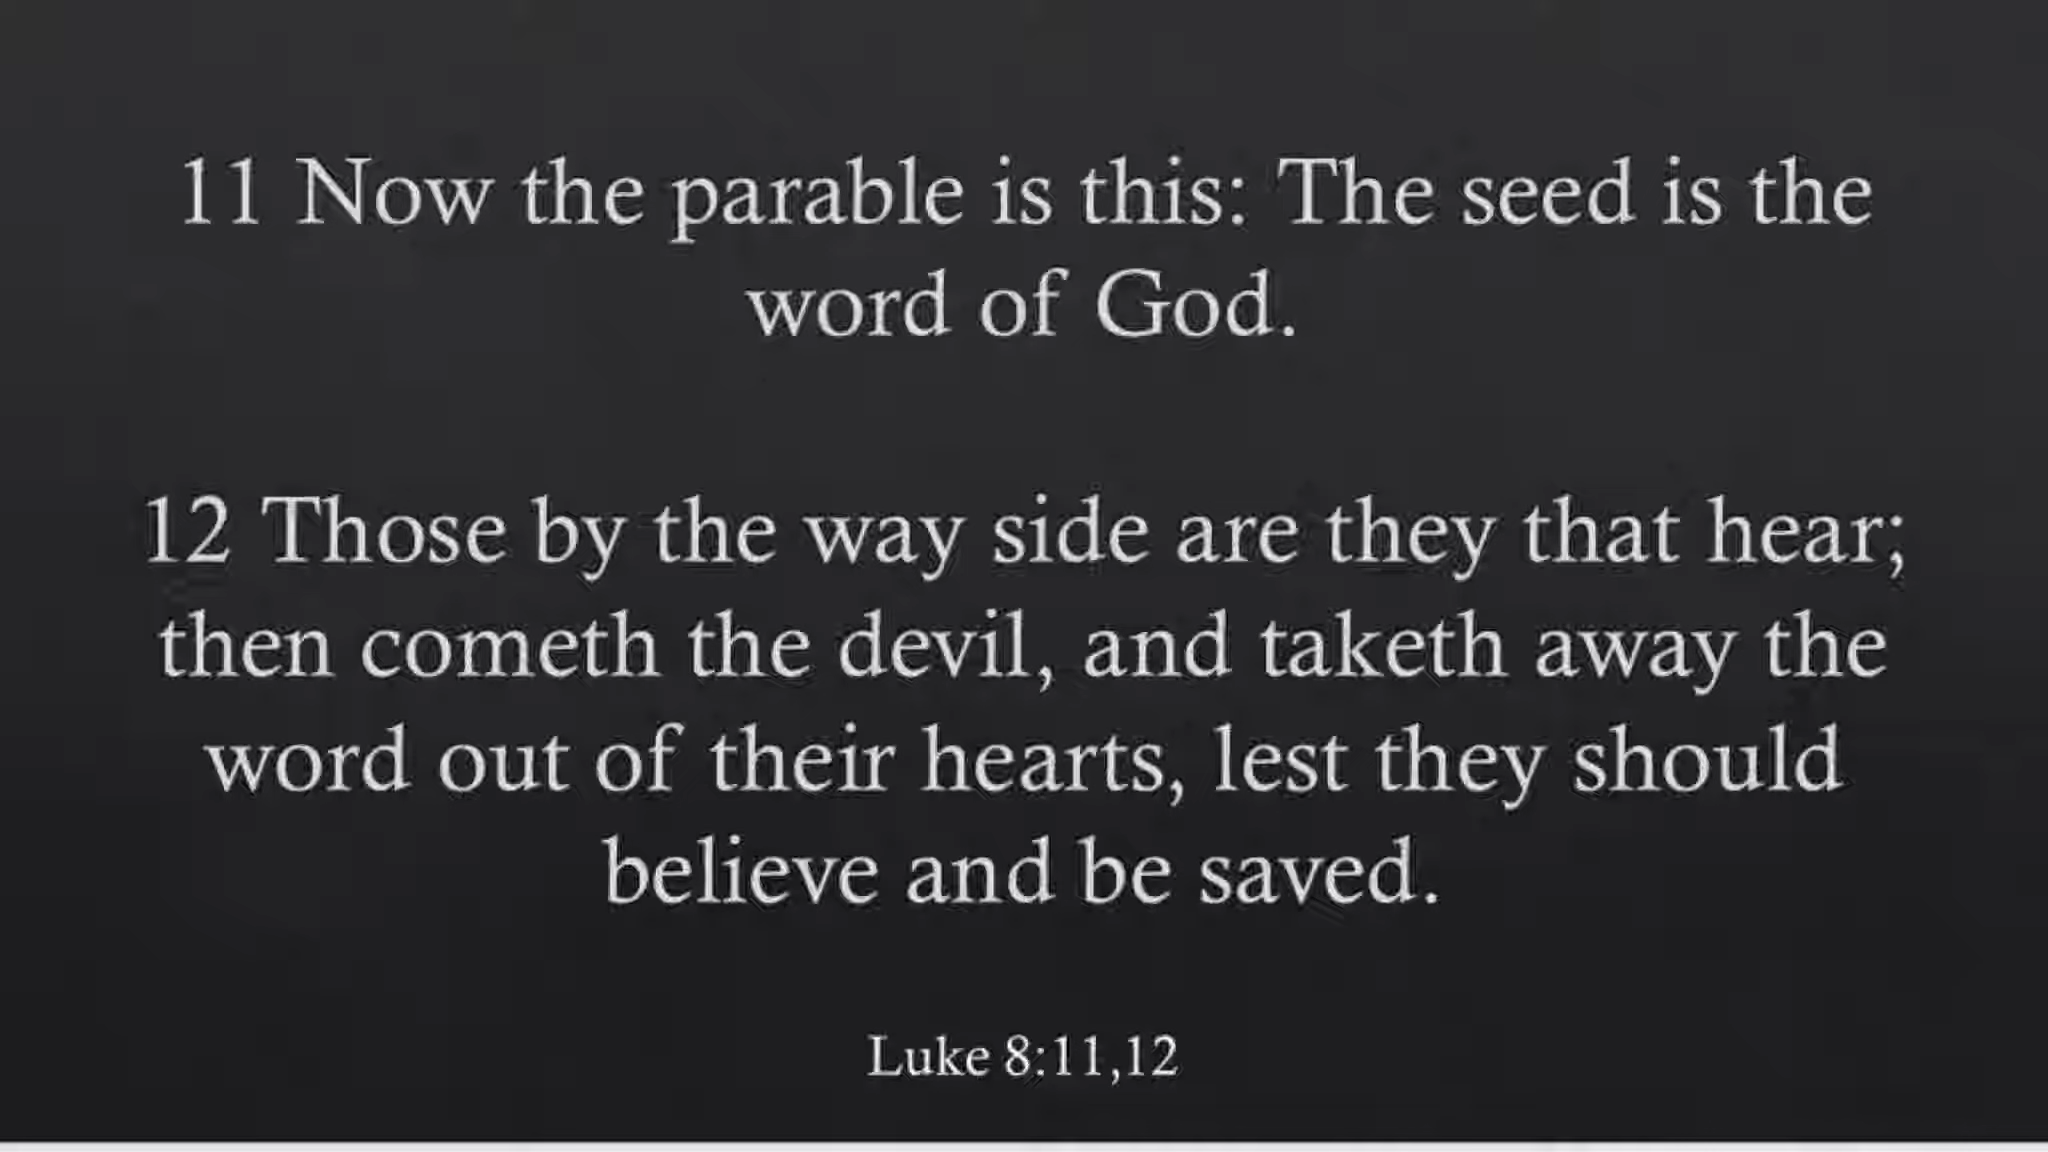 11 Now the parable is this: The seed is the
word of God.
12 Those by the way side are they that hear;
then cometh the devil, and taketh away the
word out of their hearts, lest they should
believe and be saved.
Luke 8:11,12